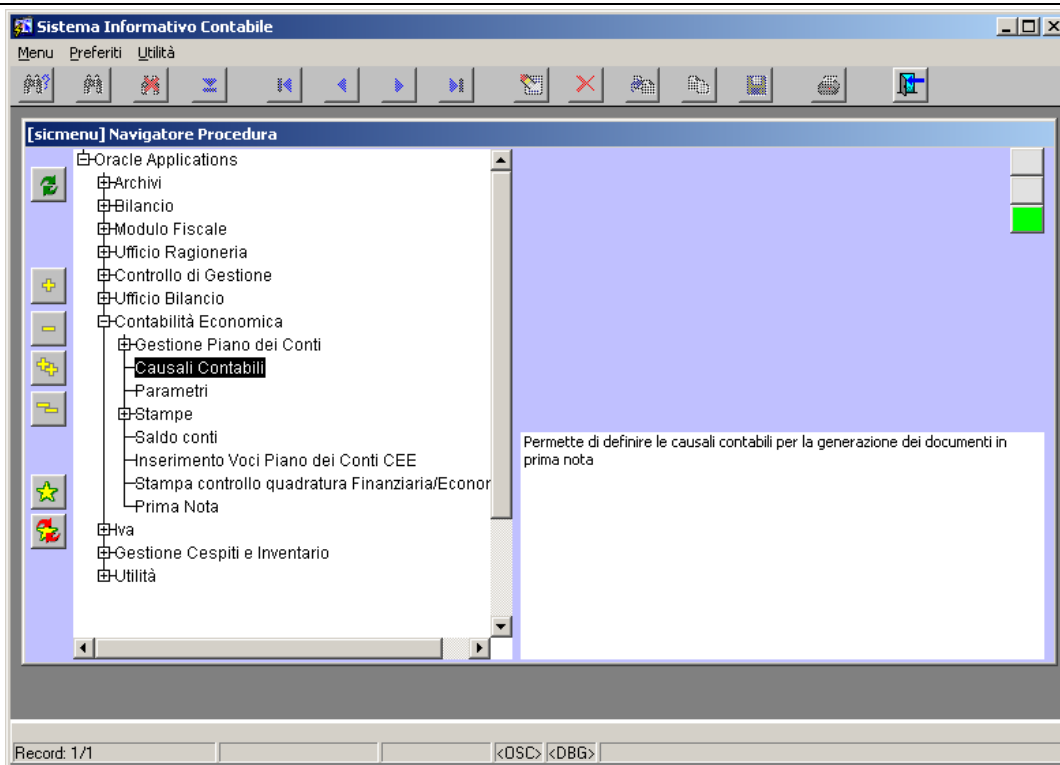 Sistema Informativo Contabile
Menu Preferiti Utilità
[sicmenu] Navigatore Procedura
Oracle Applications
Archivi
Bilancio
Modulo Fiscale
Ufficio Ragioneria
Controllo di Gestione
Ufficio Bilancio
Contabilità Economica
Gestione Piano dei Conti
Causali Contabili
Parametri
Stampe
Saldo conti
Inserimento Voci Piano dei Conti CEE
Stampa controllo quadratura Finanziaria/Econor
Prima Nota
Iva
Gestione Cespiti e Inventario
Utilità
Permette di definire le causali contabili per la generazione dei documenti in
prima nota
Record: 1/1 <OSC> <DBG>